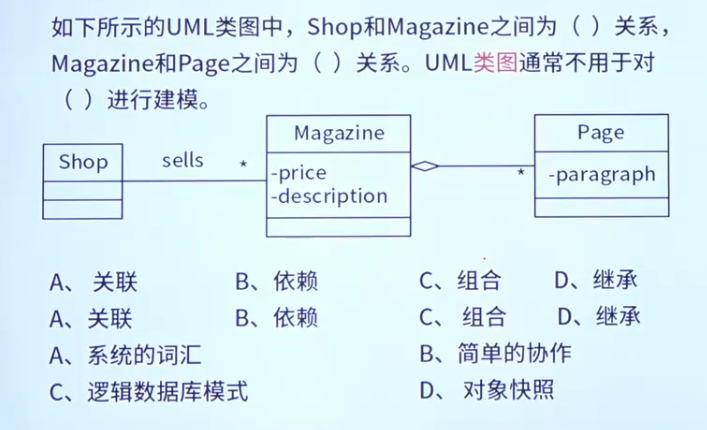 如下所示的UML类图中，Shop和Magazine之间为（ ）关系，
Magazine和Page之间为（ ）关系。UML类图通常不用于对
（ ）进行建模。
Shop
sells
*
Magazine
-price
-description
*
Page
-paragraph
A、 关联 B、依赖 C、组合 D、继承
A、关联 B、依赖 C、 组合 D、继承
A、系统的词汇 B、简单的协作
C、逻辑数据库模式 D、 对象快照